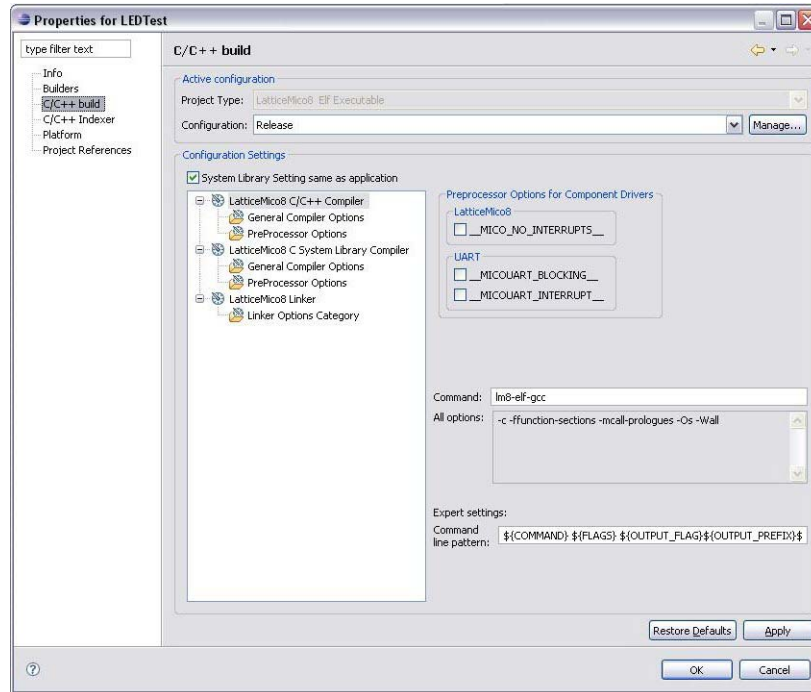 Properties for LEDTest
type filter text
Info
Builders
C/C++ build
C/C++ Indexer
Platform
Project References
C/C++ build
Active configuration
Project Type: LatticeMico8 Elf Executable
Configuration: Release Manage...
Configuration Settings
System Library Setting same as application
LatticeMico8 C/C++ Compiler
General Compiler Options
PreProcessor Options
LatticeMico8 C System Library Compiler
General Compiler Options
PreProcessor Options
LatticeMico8 Linker
Linker Options Category
Preprocessor Options for Component Drivers
LatticeMico8
__MICO_NO_INTERRUPTS__
UART
__MICOUART_BLOCKING__
__MICOUART_INTERRUPT__
Command: lm8-elf-gcc
All options: -c -ffunction-sections -mcall-prologues -Os -Wall
Expert settings:
Command
line pattern: ${COMMAND} ${FLAGS} ${OUTPUT_FLAG}${OUTPUT_PREFIX}$
Restore Defaults Apply
? OK Cancel